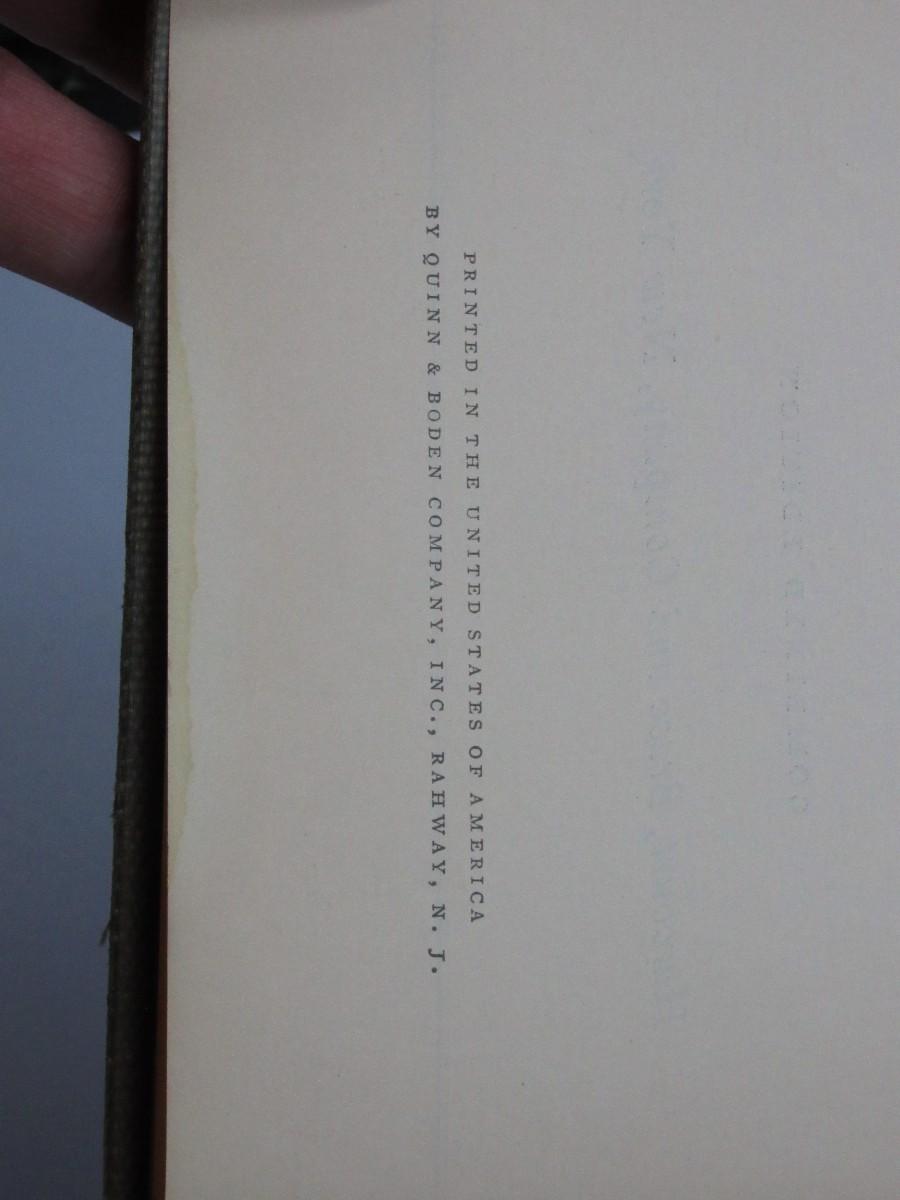 PRINTED IN THE UNITED STATES OF AMERICA
BY QUINN & BODEN COMPANY, INC., RAHWAY, N. J.